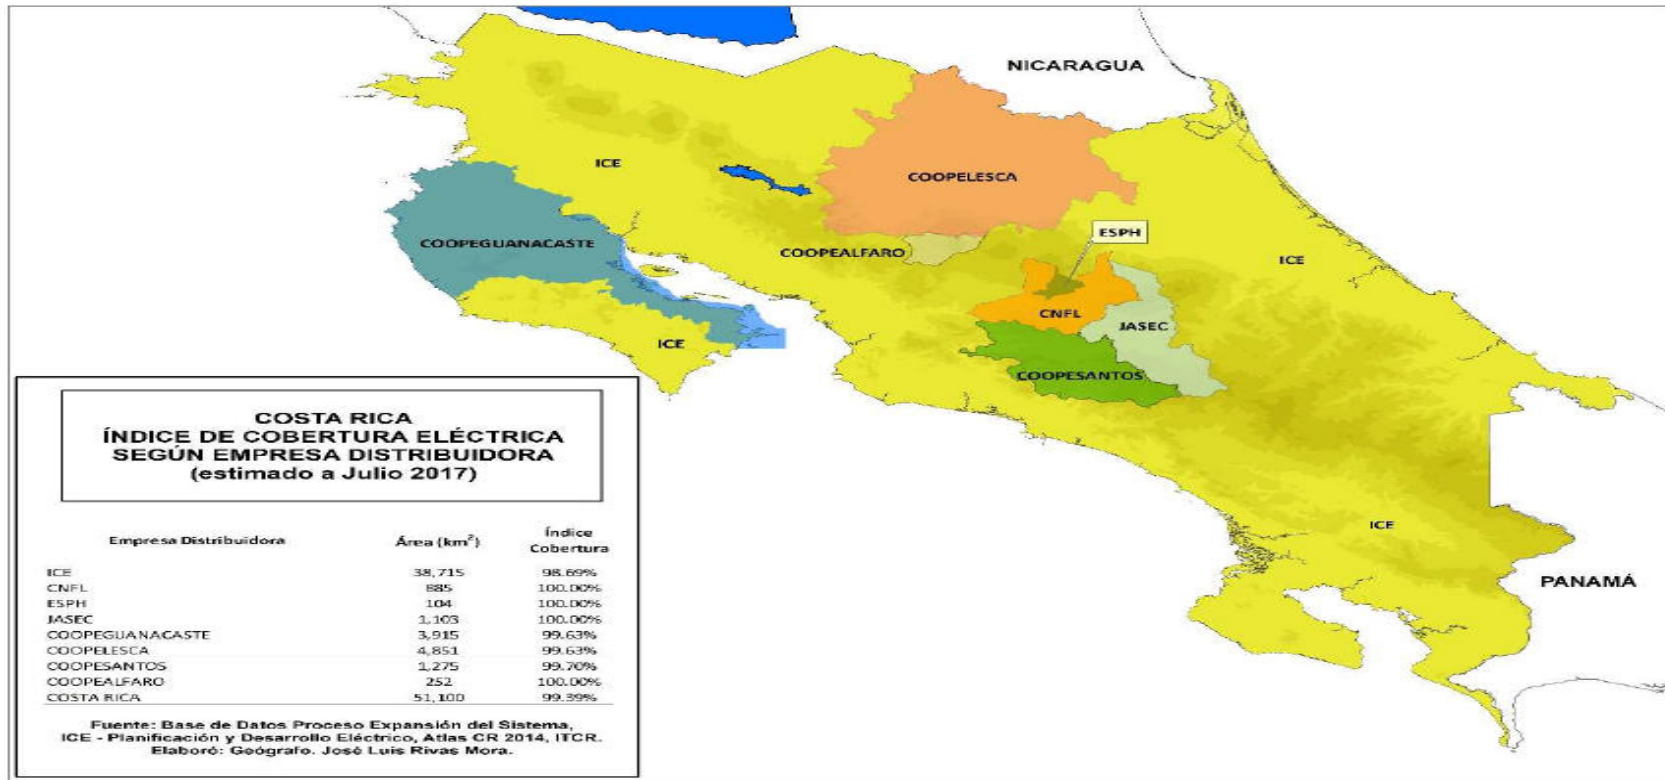 NICARAGUA
ICE
COOPELESCA
ESPH
COOPEGUANACASTE
COOPEALFARO
ICE
CNFL
JASEC
ICE
COOPESANTOS
ICE
PANAMÁ
COSTA RICA
ÍNDICE DE COBERTURA ELÉCTRICA
SEGÚN EMPRESA DISTRIBUIDORA
(estimado a Julio 2017)
Empresa Distribuidora Área (km²) Índice Cobertura
ICE 38,715 98.69%
CNFL 885 100.00%
ESPH 104 100.00%
JASEC 1,103 100.00%
COOPEGUANACASTE 3,915 99.63%
COOPELESCA 4,851 99.63%
COOPESANTOS 1,275 99.70%
COOPEALFARO 252 100.00%
COSTA RICA 51,100 99.39%
Fuente: Base de Datos Proceso Expansión del Sistema,
ICE - Planificación y Desarrollo Eléctrico, Atlas CR 2014, ITCR.
Elaboró: Geógrafo. José Luis Rivas Mora.